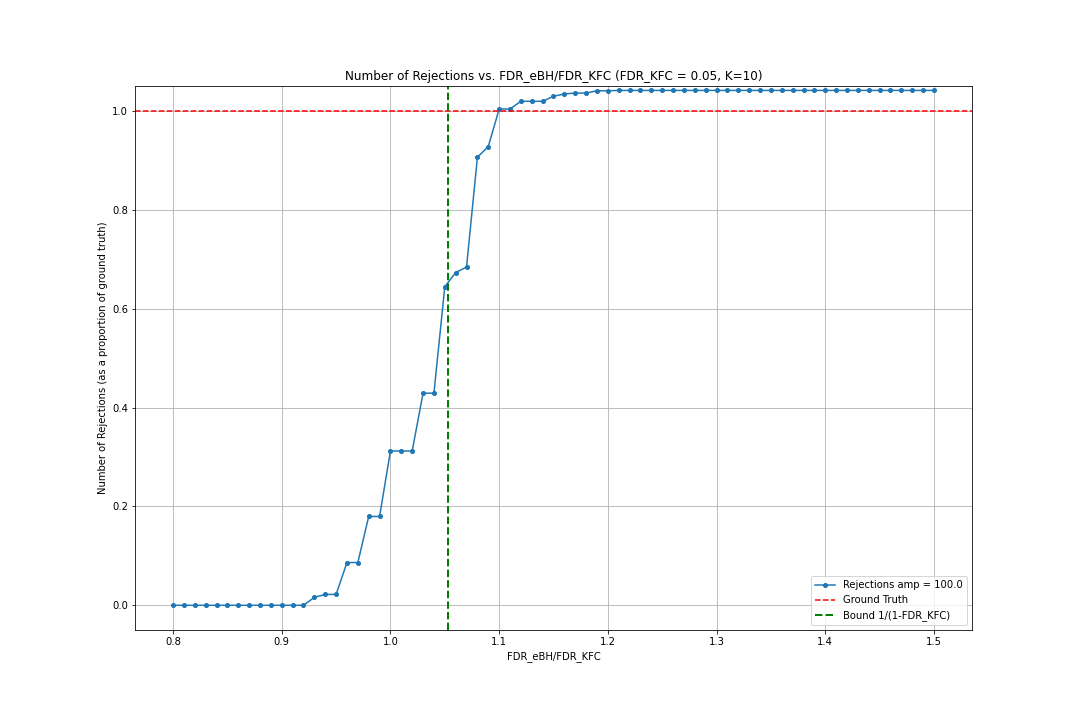 Number of Rejections vs. FDR_eBH/FDR_KFC (FDR_KFC = 0.05, K=10)
Number of Rejections (as a proportion of ground truth)
1.0
0.8
0.6
0.4
0.2
0.0
Rejections amp = 100.0
Ground Truth
Bound 1/(1-FDR_KFC)
0.8 0.9 1.0 1.1 1.2 1.3 1.4 1.5
FDR_eBH/FDR_KFC